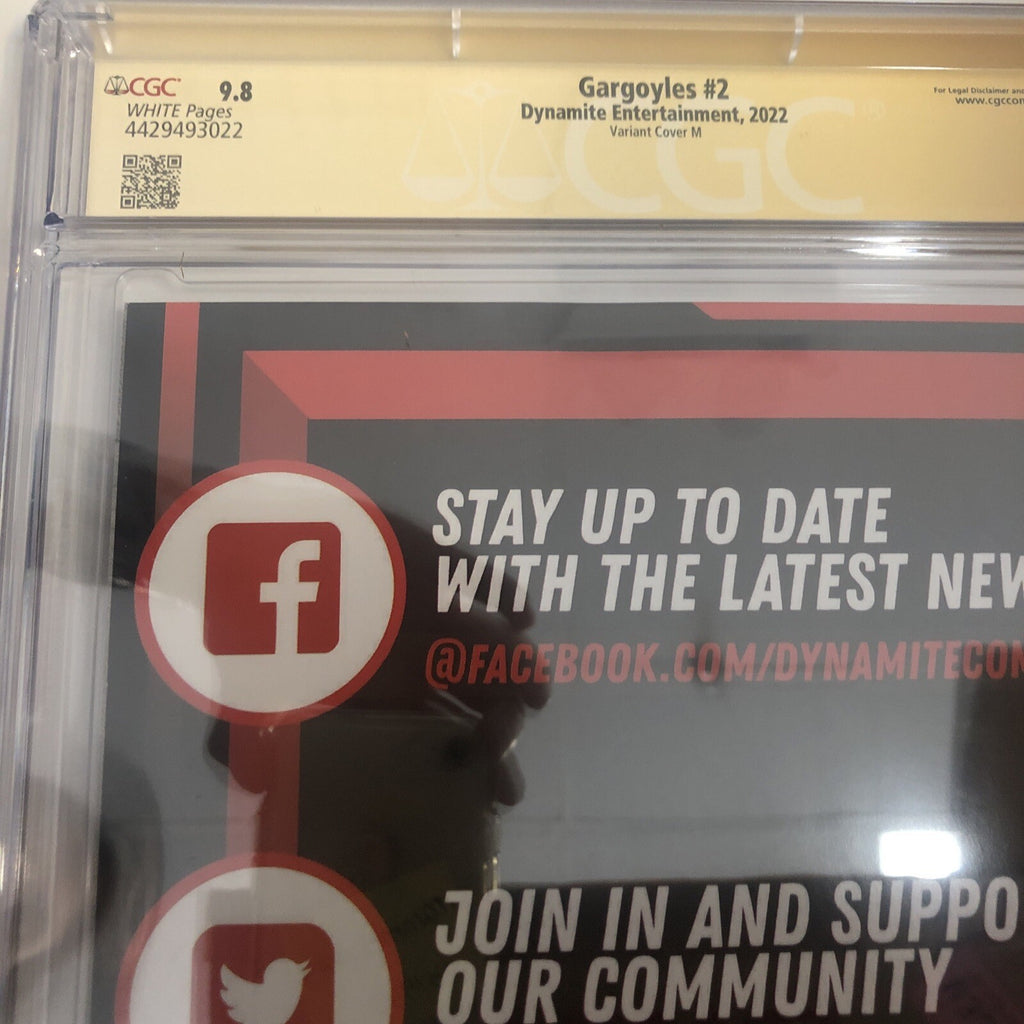 CGC 9.8
WHITE Pages
4429493022
Gargoyles #2
Dynamite Entertainment, 2022
Variant Cover M
For Legal Disclaimer and
www.cgccom
CGC
STAY UP TO DATE
WITH THE LATEST NEW
@FACEBOOK.COM/DYNAMITECOM
JOIN IN AND SUPPO
OUR COMMUNITY